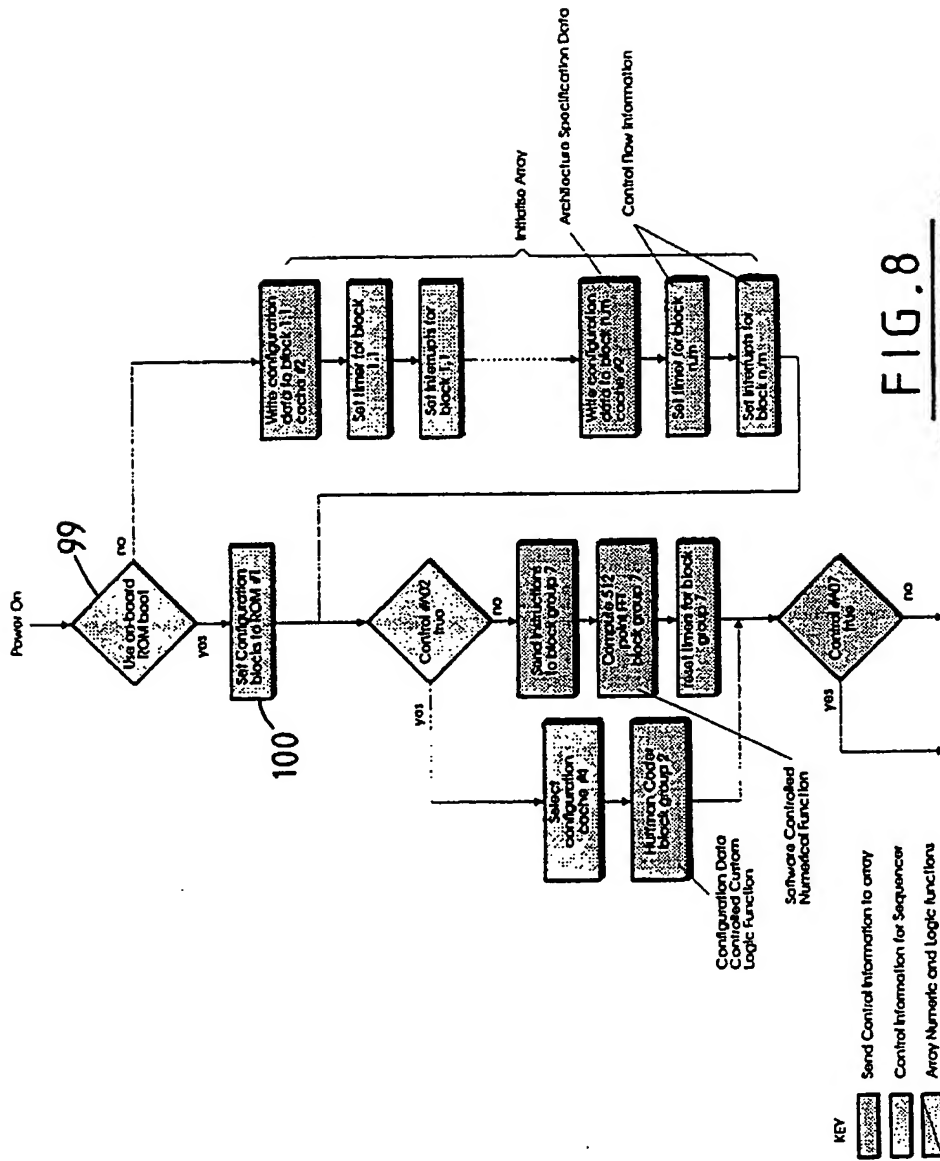 Power On
99
Use on-board
ROM boot
no
yes
100
Set Configuration
blocks to ROM #1
Write configuration
data to block 1,1
cache #2
Set timer for block
1,1
Set Interrupts for
block 1,1
Write configuration
data to block n,m
cache #2
Set timer for block
n,m
Set Interrupts for
block n,m
Initialise Array
Architecture Specification Data
Control flow Information
Control #A02
true
yes
no
Select
configuration
cache #4
Huffman Coder
block group 2
Send Instructions
to block group 7
Compute 512
point FFT
block group 7
reset timers for block
group 7
Configuration Data
Controlled Custom
Logic Function
Software Controlled
Numerical Function
Control #A07
true
yes
no
KEY
Send Control Information to array
Control Information for Sequencer
Array Numeric and Logic functions
FIG.8